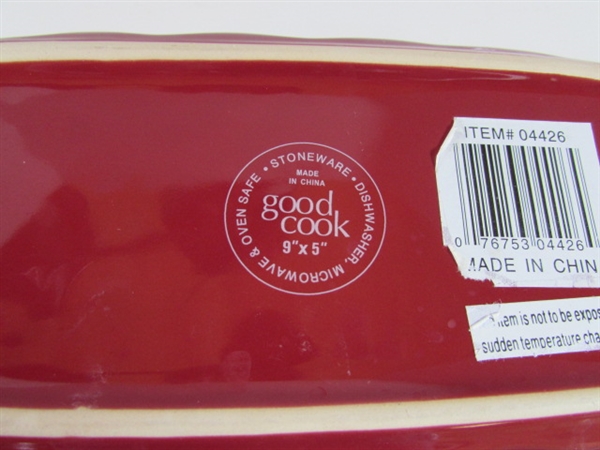 • STONEWARE • DISHWASHER, MICROWAVE & OVEN SAFE
MADE
IN CHINA
good
cook
9"x 5"
ITEM# 04426
0 76753 04426
MADE IN CHIN
item is not to be expos
sudden temperature cha